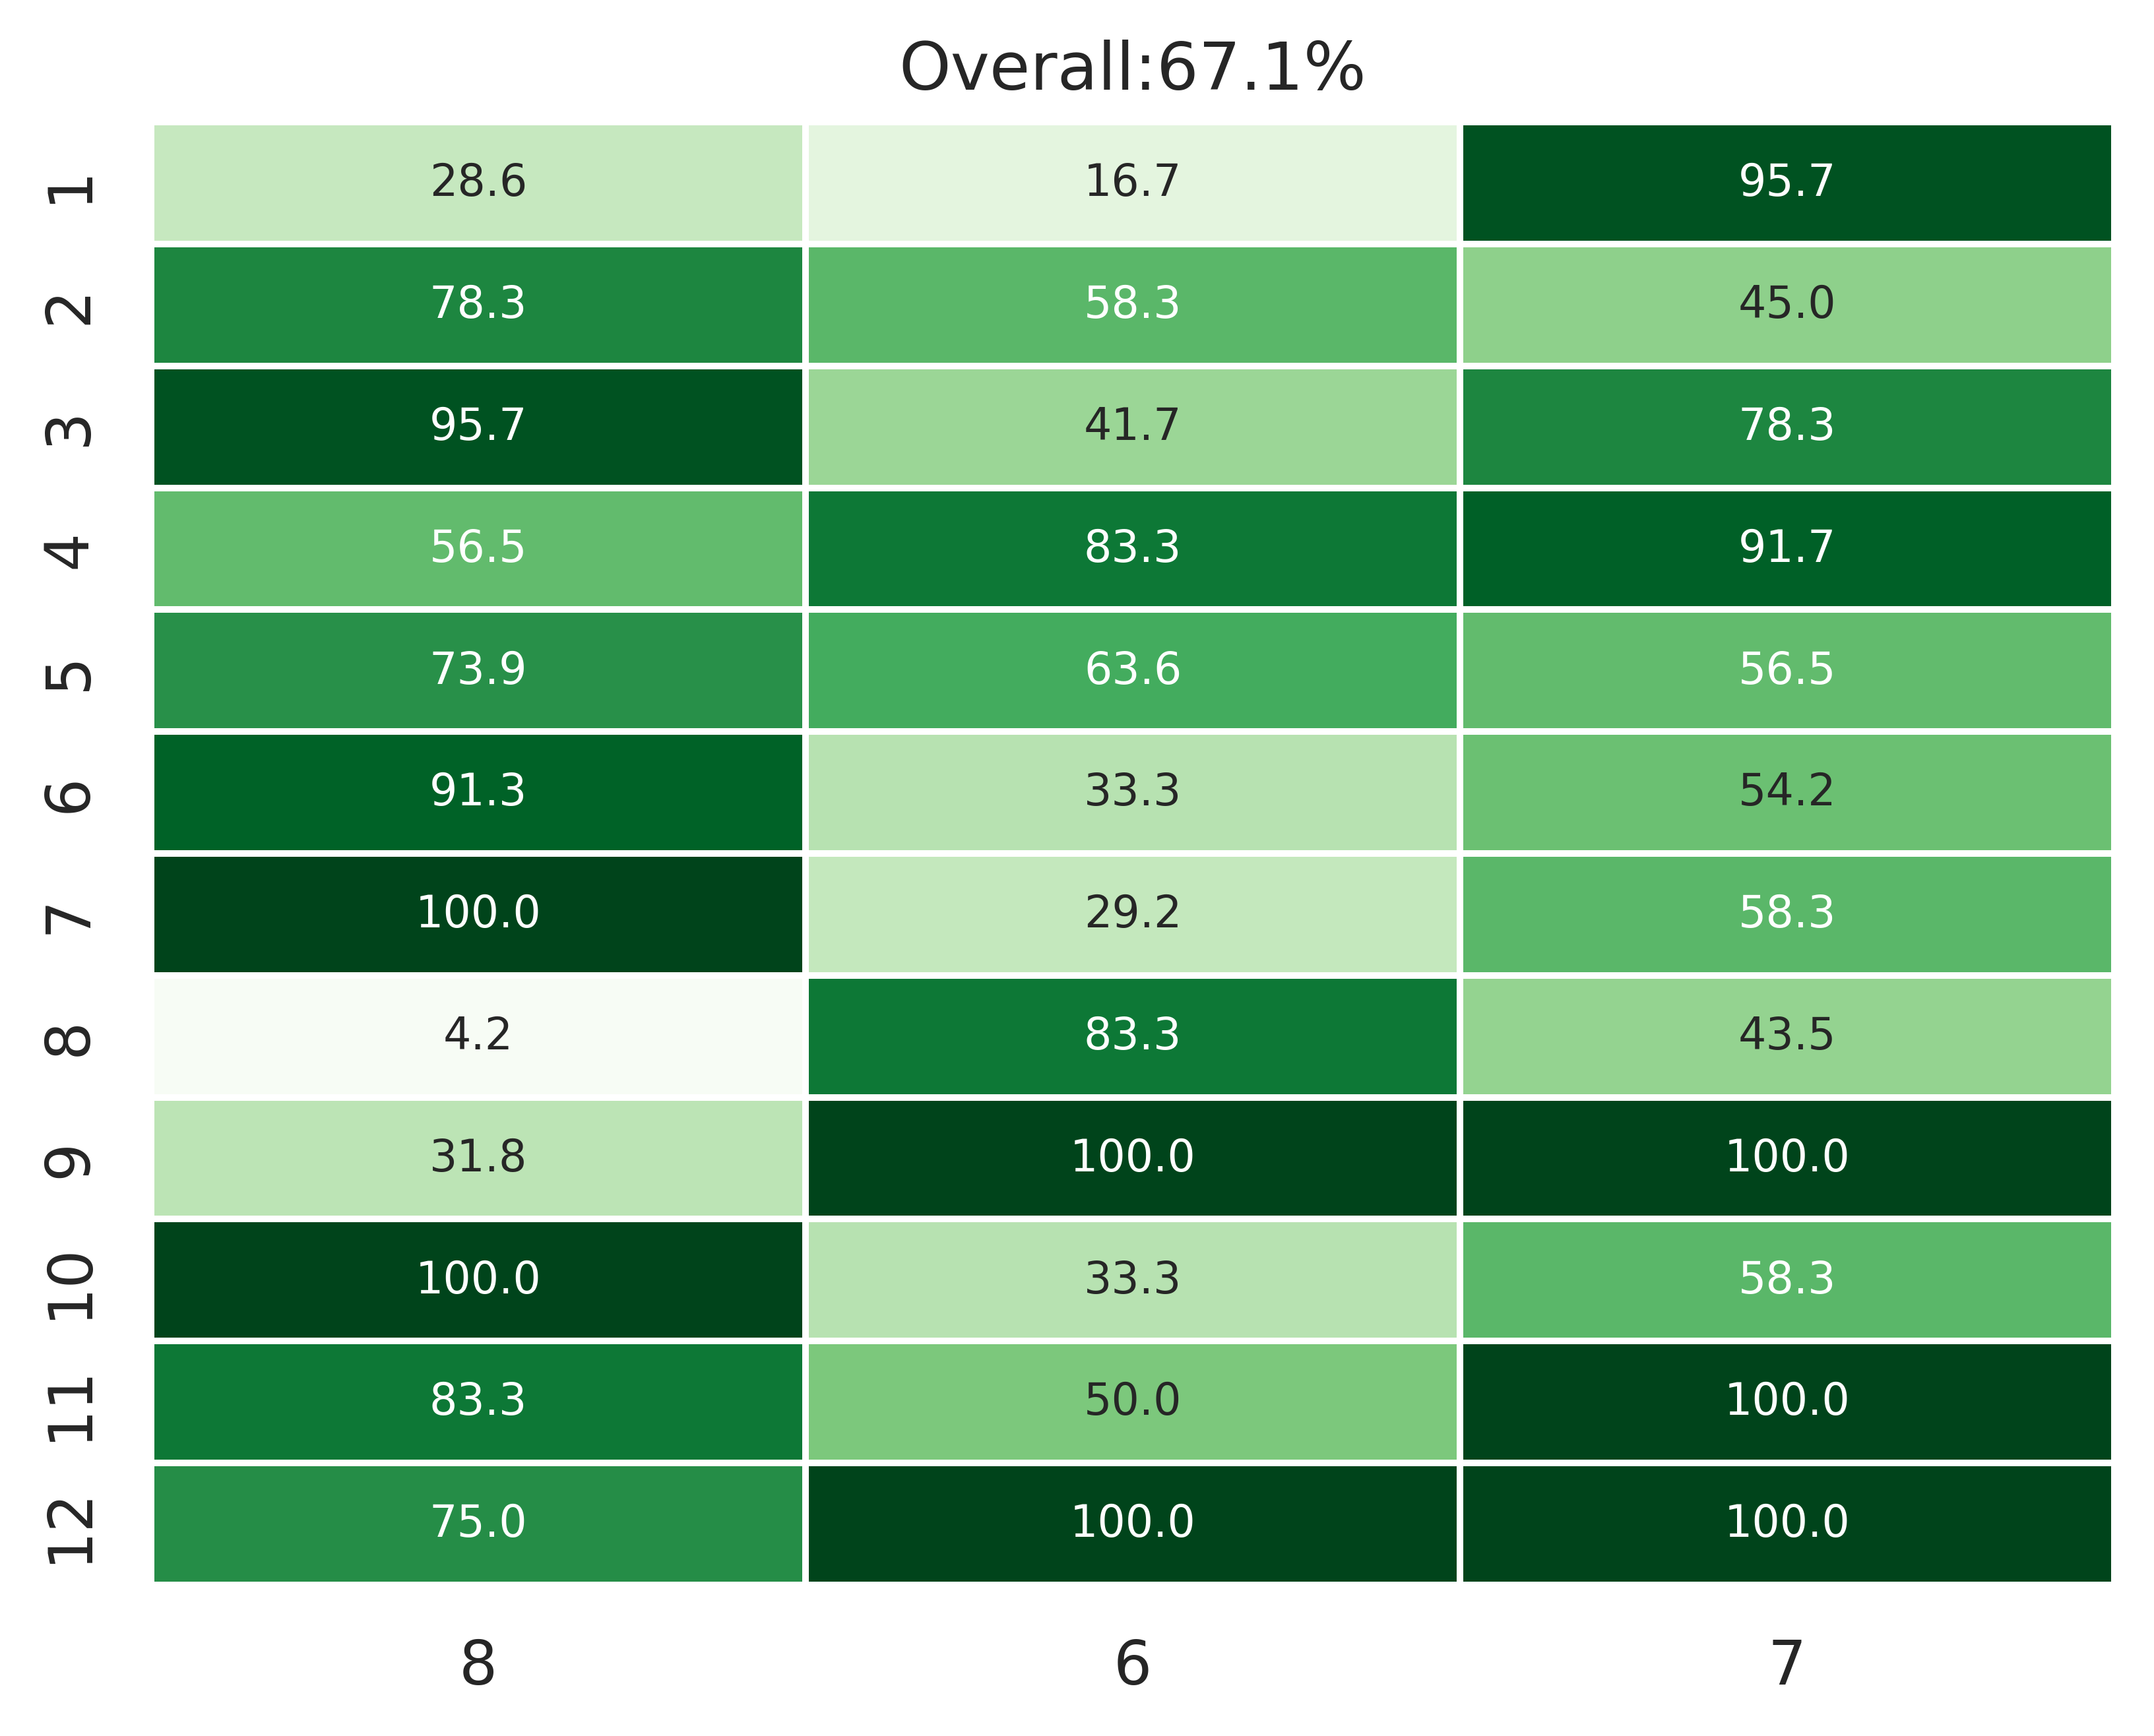 Overall:67.1%
1 28.6 16.7 95.7
2 78.3 58.3 45.0
3 95.7 41.7 78.3
4 56.5 83.3 91.7
5 73.9 63.6 56.5
6 91.3 33.3 54.2
7 100.0 29.2 58.3
8 4.2 83.3 43.5
9 31.8 100.0 100.0
10 100.0 33.3 58.3
11 83.3 50.0 100.0
12 75.0 100.0 100.0
8 6 7